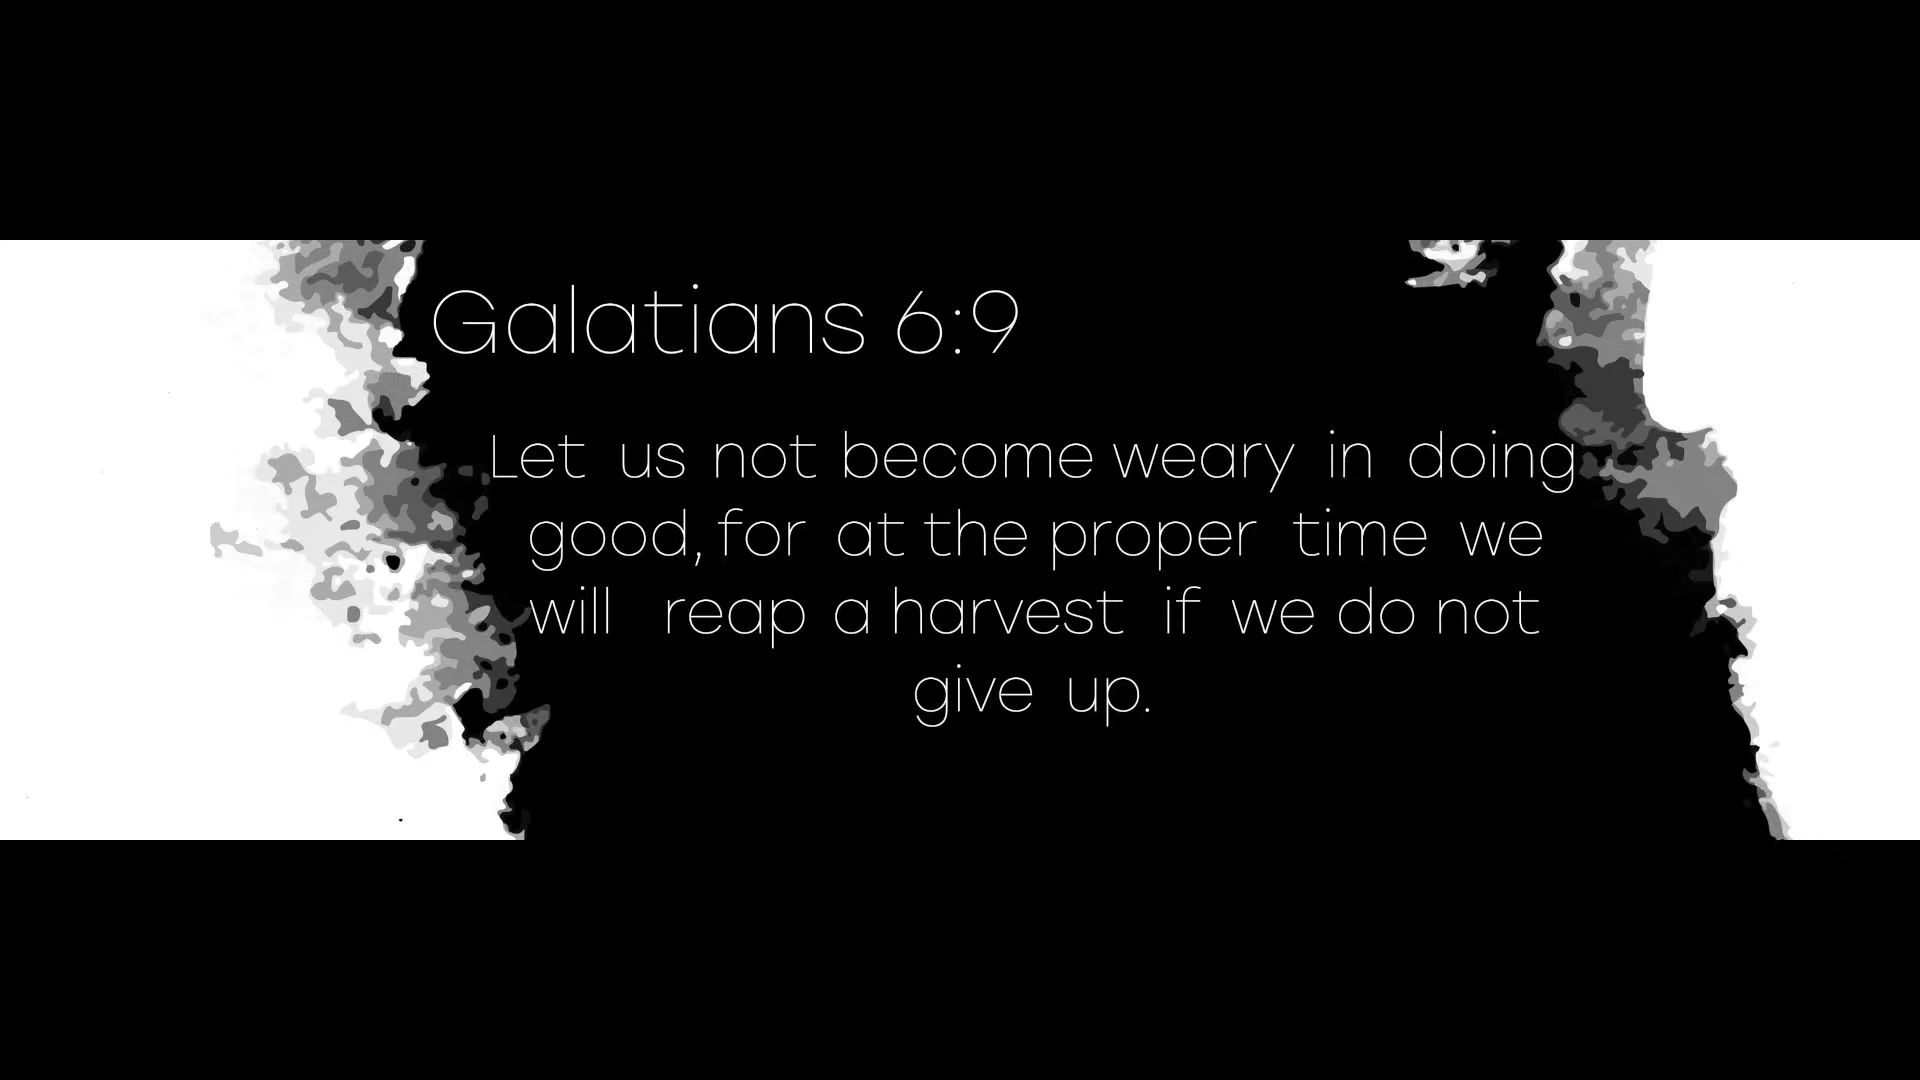 Galatians 6:9
Let us not become weary in doing
good, for at the proper time we
will reap a harvest if we do not
give up.